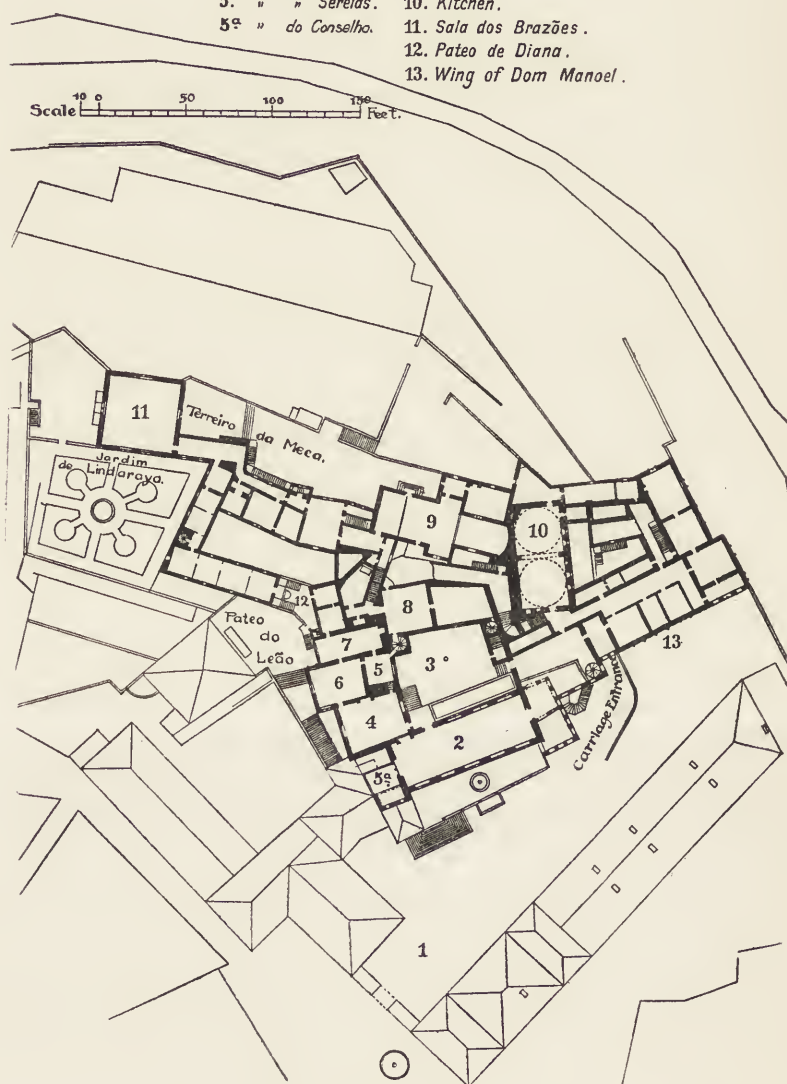 5. " " Sereias. 10. Kitchen.
5ª " do Conselho. 11. Sala dos Brazões.
12. Pateo de Diana.
13. Wing of Dom Manoel.
10 0 50 100 150
Scale Feet.
11
Terreiro
da Meca.
Jardim
de Lindaraya.
9
10
12
8
Pateo
do
Leão
7
13
3
5
6
4
2
Carriage Entrance
5ª
1